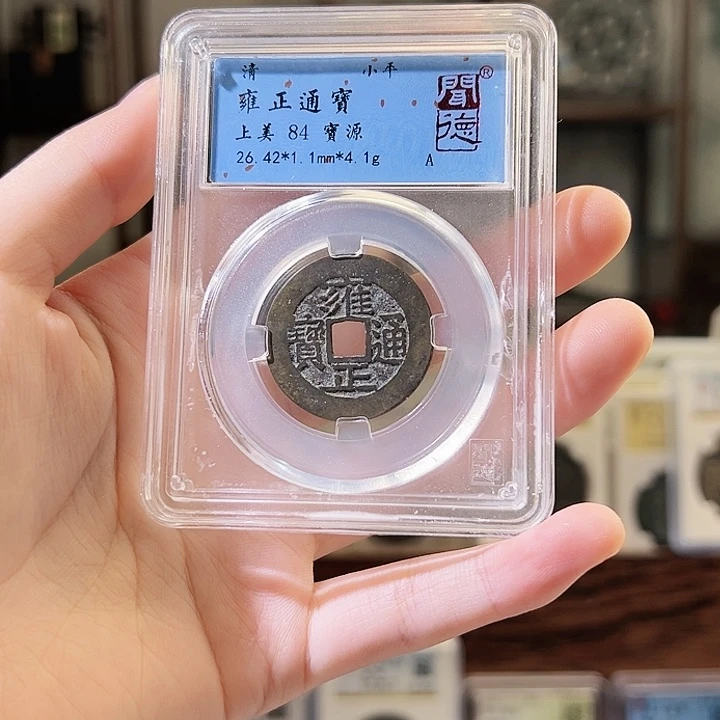 清 小平
雍正通寶
上美 84 寶源
26.42*1.1mm*4.1g A
聞德®
雍
寶 通
正